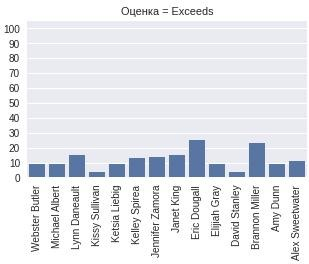 Оценка = Exceeds
100
90
80
70
60
50
40
30
20
10
0
Webster Butler
Michael Albert
Lynn Daneault
Kissy Sullivan
Ketsia Liebig
Kelley Spirea
Jennifer Zamora
Janet King
Eric Dougall
Elijiah Gray
David Stanley
Brannon Miller
Amy Dunn
Alex Sweetwater